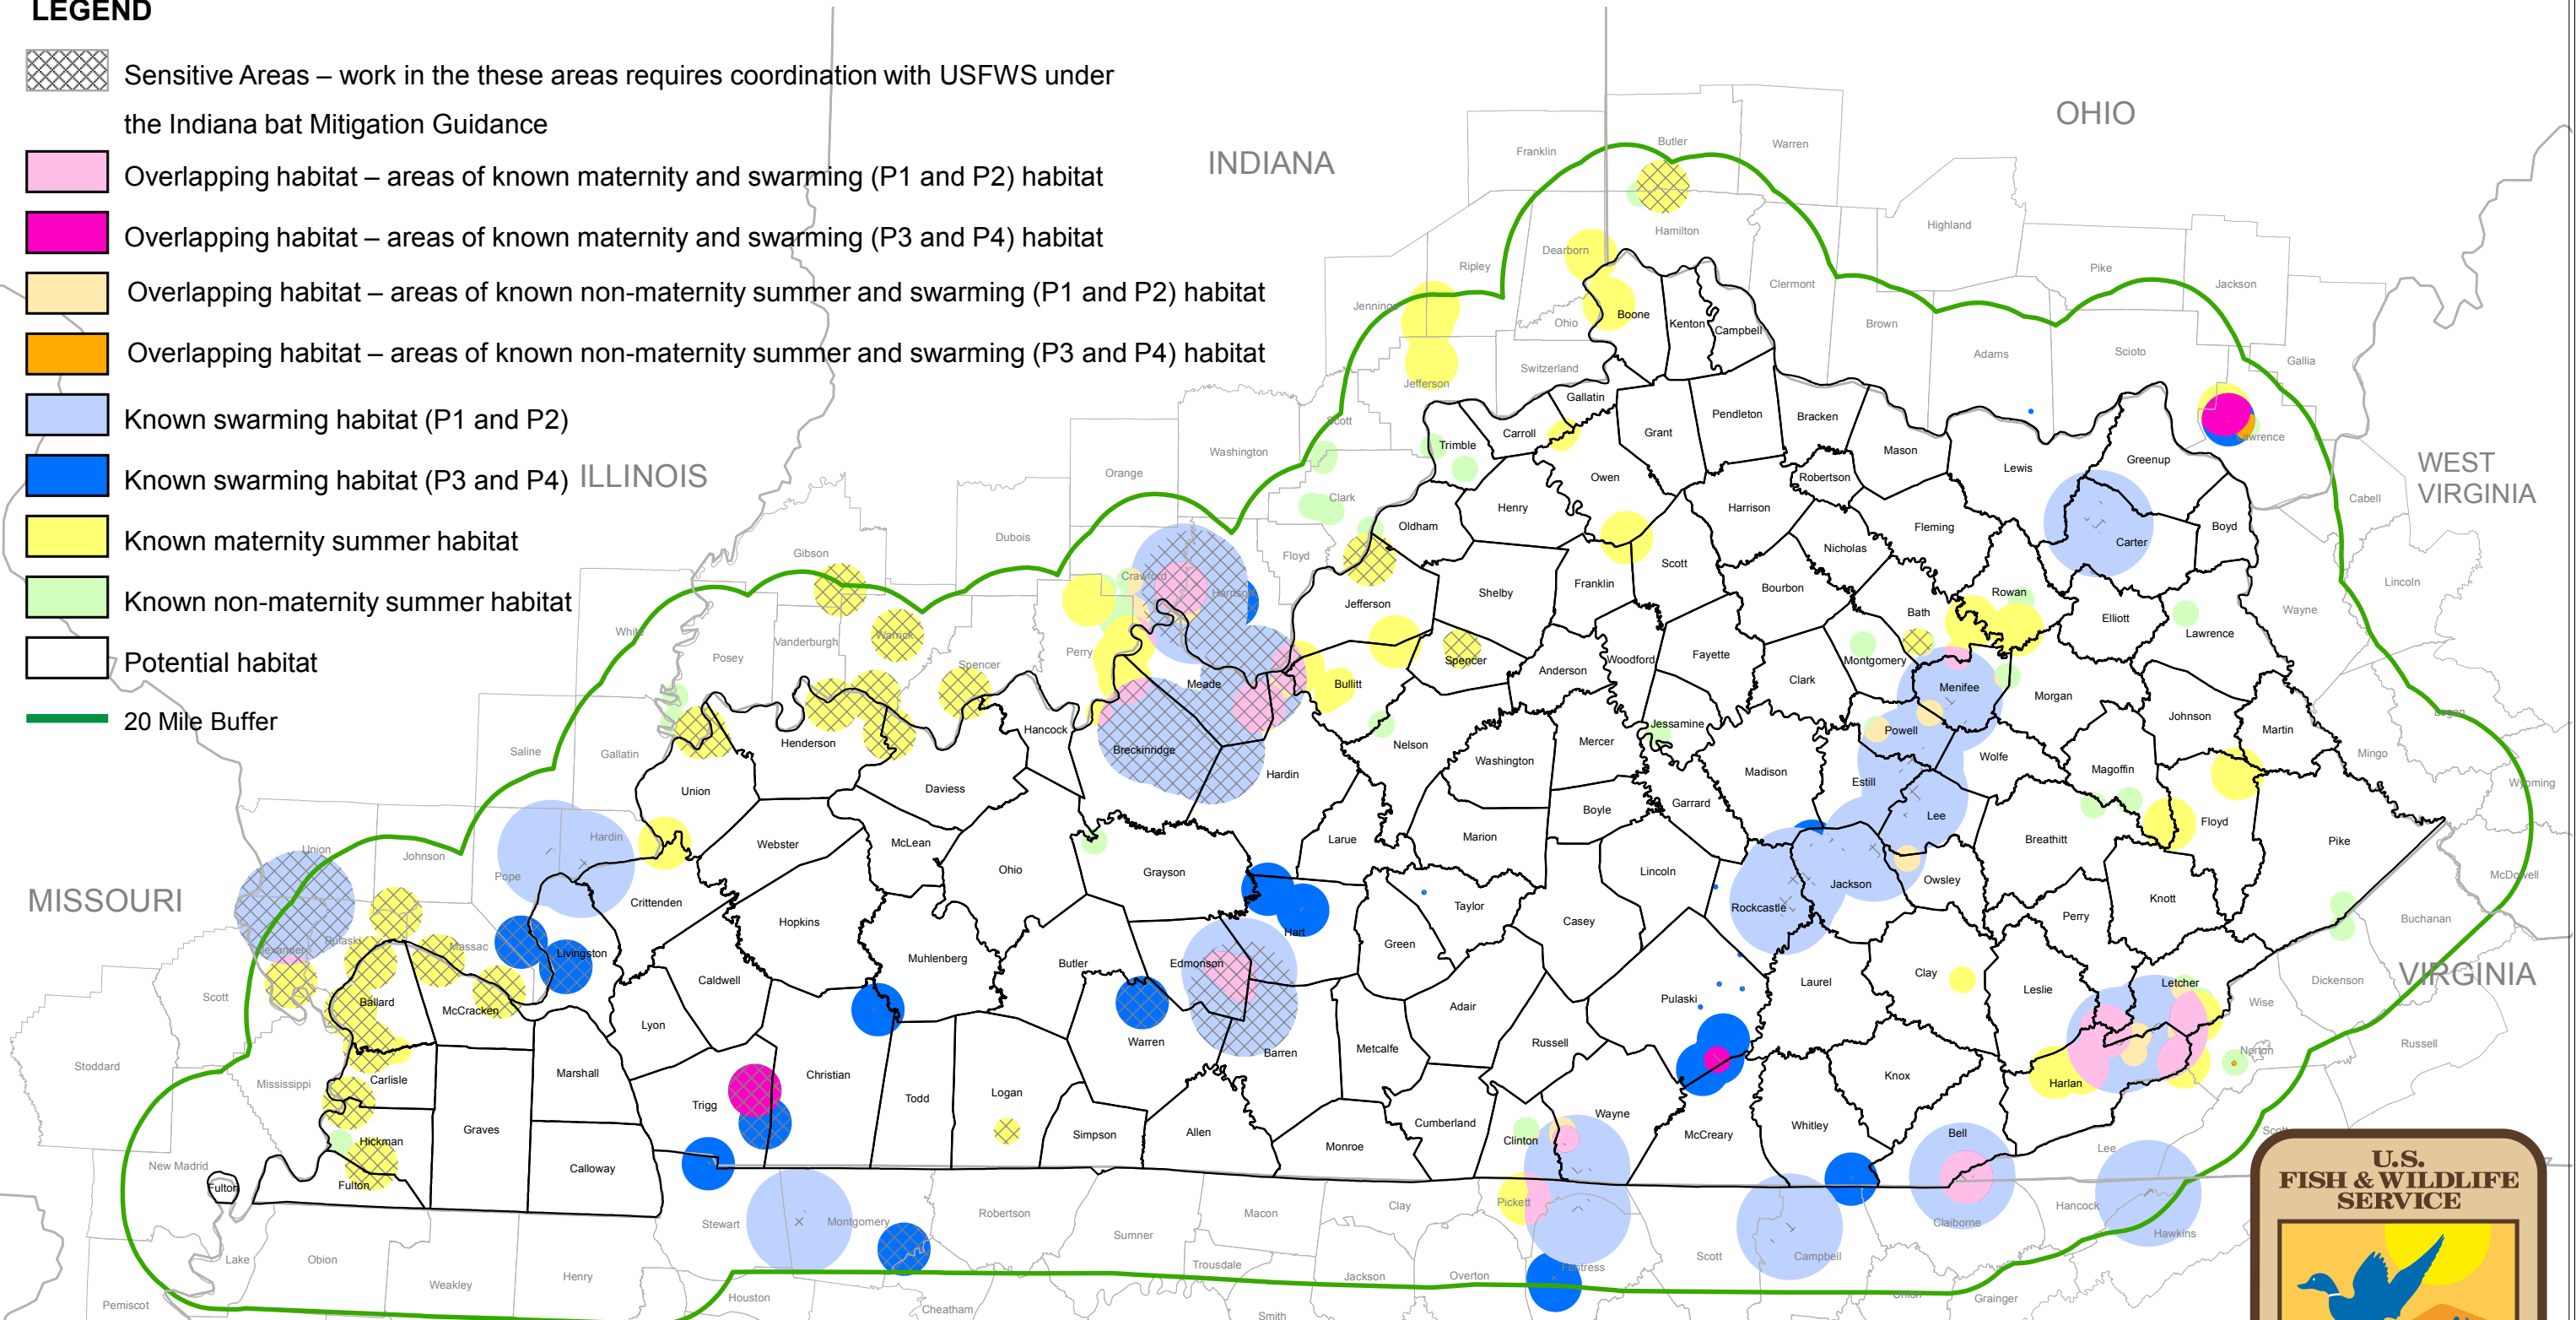 LEGEND
Sensitive Areas – work in the these areas requires coordination with USFWS under
the Indiana bat Mitigation Guidance
Overlapping habitat – areas of known maternity and swarming (P1 and P2) habitat
Overlapping habitat – areas of known maternity and swarming (P3 and P4) habitat
Overlapping habitat – areas of known non-maternity summer and swarming (P1 and P2) habitat
Overlapping habitat – areas of known non-maternity summer and swarming (P3 and P4) habitat
Known swarming habitat (P1 and P2)
Known swarming habitat (P3 and P4)
Known maternity summer habitat
Known non-maternity summer habitat
Potential habitat
20 Mile Buffer
OHIO
INDIANA
ILLINOIS
MISSOURI
WEST
VIRGINIA
VIRGINIA
Franklin
Butler
Warren
Hamilton
Dearborn
Ripley
Jennings
Ohio
Clermont
Highland
Pike
Jackson
Brown
Adams
Scioto
Gallia
Lawrence
Switzerland
Jefferson
Scott
Washington
Orange
Clark
Floyd
Dubois
Crawford
Harrison
Gibson
Vanderburgh
Warrick
Spencer
Perry
Posey
White
Saline
Gallatin
Hardin
Pope
Johnson
Union
Alexander
Pulaski
Massac
Scott
Stoddard
Mississippi
New Madrid
Pemiscot
Lake
Obion
Weakley
Henry
Stewart
Houston
Montgomery
Cheatham
Robertson
Sumner
Trousdale
Macon
Smith
Clay
Jackson
Overton
Pickett
Fentress
Scott
Campbell
Claiborne
Union
Grainger
Hancock
Hawkins
Lee
Scott
Norton
Wise
Russell
Dickenson
Buchanan
McDowell
Wyoming
Mingo
Logan
Wayne
Lincoln
Cabell
Boone
Kenton
Campbell
Gallatin
Carroll
Trimble
Grant
Pendleton
Bracken
Mason
Lewis
Greenup
Boyd
Carter
Robertson
Owen
Henry
Oldham
Harrison
Fleming
Nicholas
Rowan
Elliott
Lawrence
Jefferson
Shelby
Franklin
Scott
Bourbon
Bath
Montgomery
Spencer
Anderson
Woodford
Fayette
Clark
Menifee
Morgan
Johnson
Martin
Bullitt
Meade
Breckinridge
Hancock
Hardin
Nelson
Washington
Mercer
Jessamine
Madison
Garrard
Powell
Estill
Wolfe
Magoffin
Lee
Breathitt
Floyd
Pike
Henderson
Union
Daviess
Webster
McLean
Ohio
Grayson
Larue
Marion
Boyle
Lincoln
Rockcastle
Jackson
Owsley
Perry
Knott
Crittenden
Hopkins
Livingston
Caldwell
Lyon
Muhlenberg
Butler
Edmonson
Hart
Green
Taylor
Casey
Pulaski
Laurel
Clay
Leslie
Letcher
Harlan
Ballard
McCracken
Carlisle
Hickman
Fulton
Fulton
Graves
Marshall
Calloway
Trigg
Christian
Todd
Logan
Simpson
Warren
Allen
Barren
Metcalfe
Monroe
Adair
Cumberland
Russell
Clinton
Wayne
McCreary
Whitley
Knox
Bell
U.S.
FISH & WILDLIFE
SERVICE